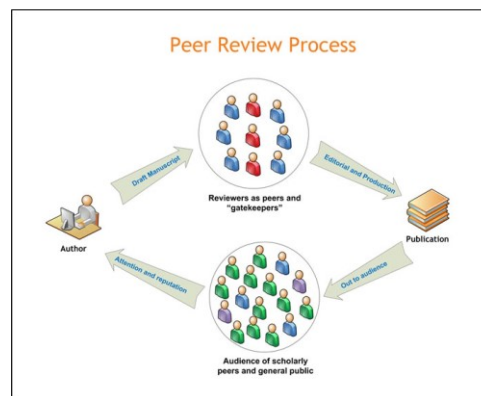 Peer Review Process
Draft Manuscript
Reviewers as peers and
"gatekeepers"
Editorial and Production
Author
Publication
Attention and reputation
Out to audience
Audience of scholarly
peers and general public